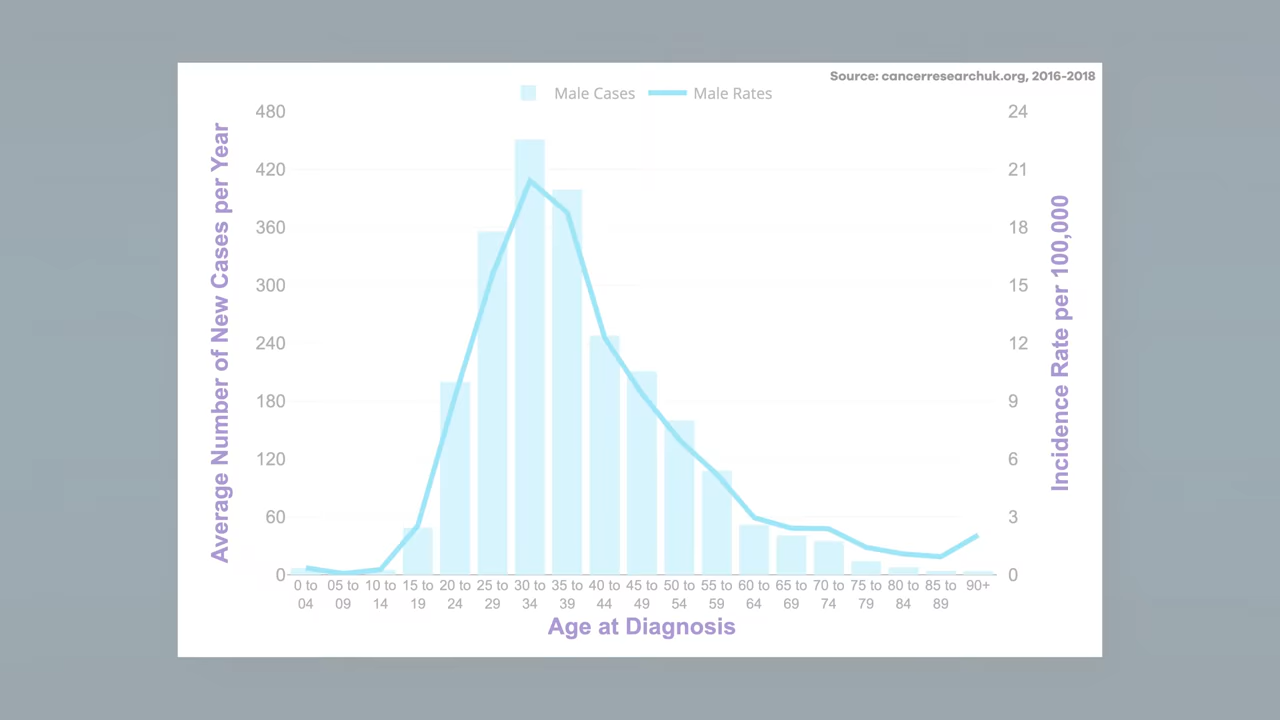 Source: cancerresearchuk.org, 2016-2018
Male Cases Male Rates
480 24
420 21
360 18
300 15
240 12
180 9
120 6
60 3
0 0
Average Number of New Cases per Year
Incidence Rate per 100,000
0 to 05 to 10 to 15 to 20 to 25 to 30 to 35 to 40 to 45 to 50 to 55 to 60 to 65 to 70 to 75 to 80 to 85 to 90+
04 09 14 19 24 29 34 39 44 49 54 59 64 69 74 79 84 89
Age at Diagnosis